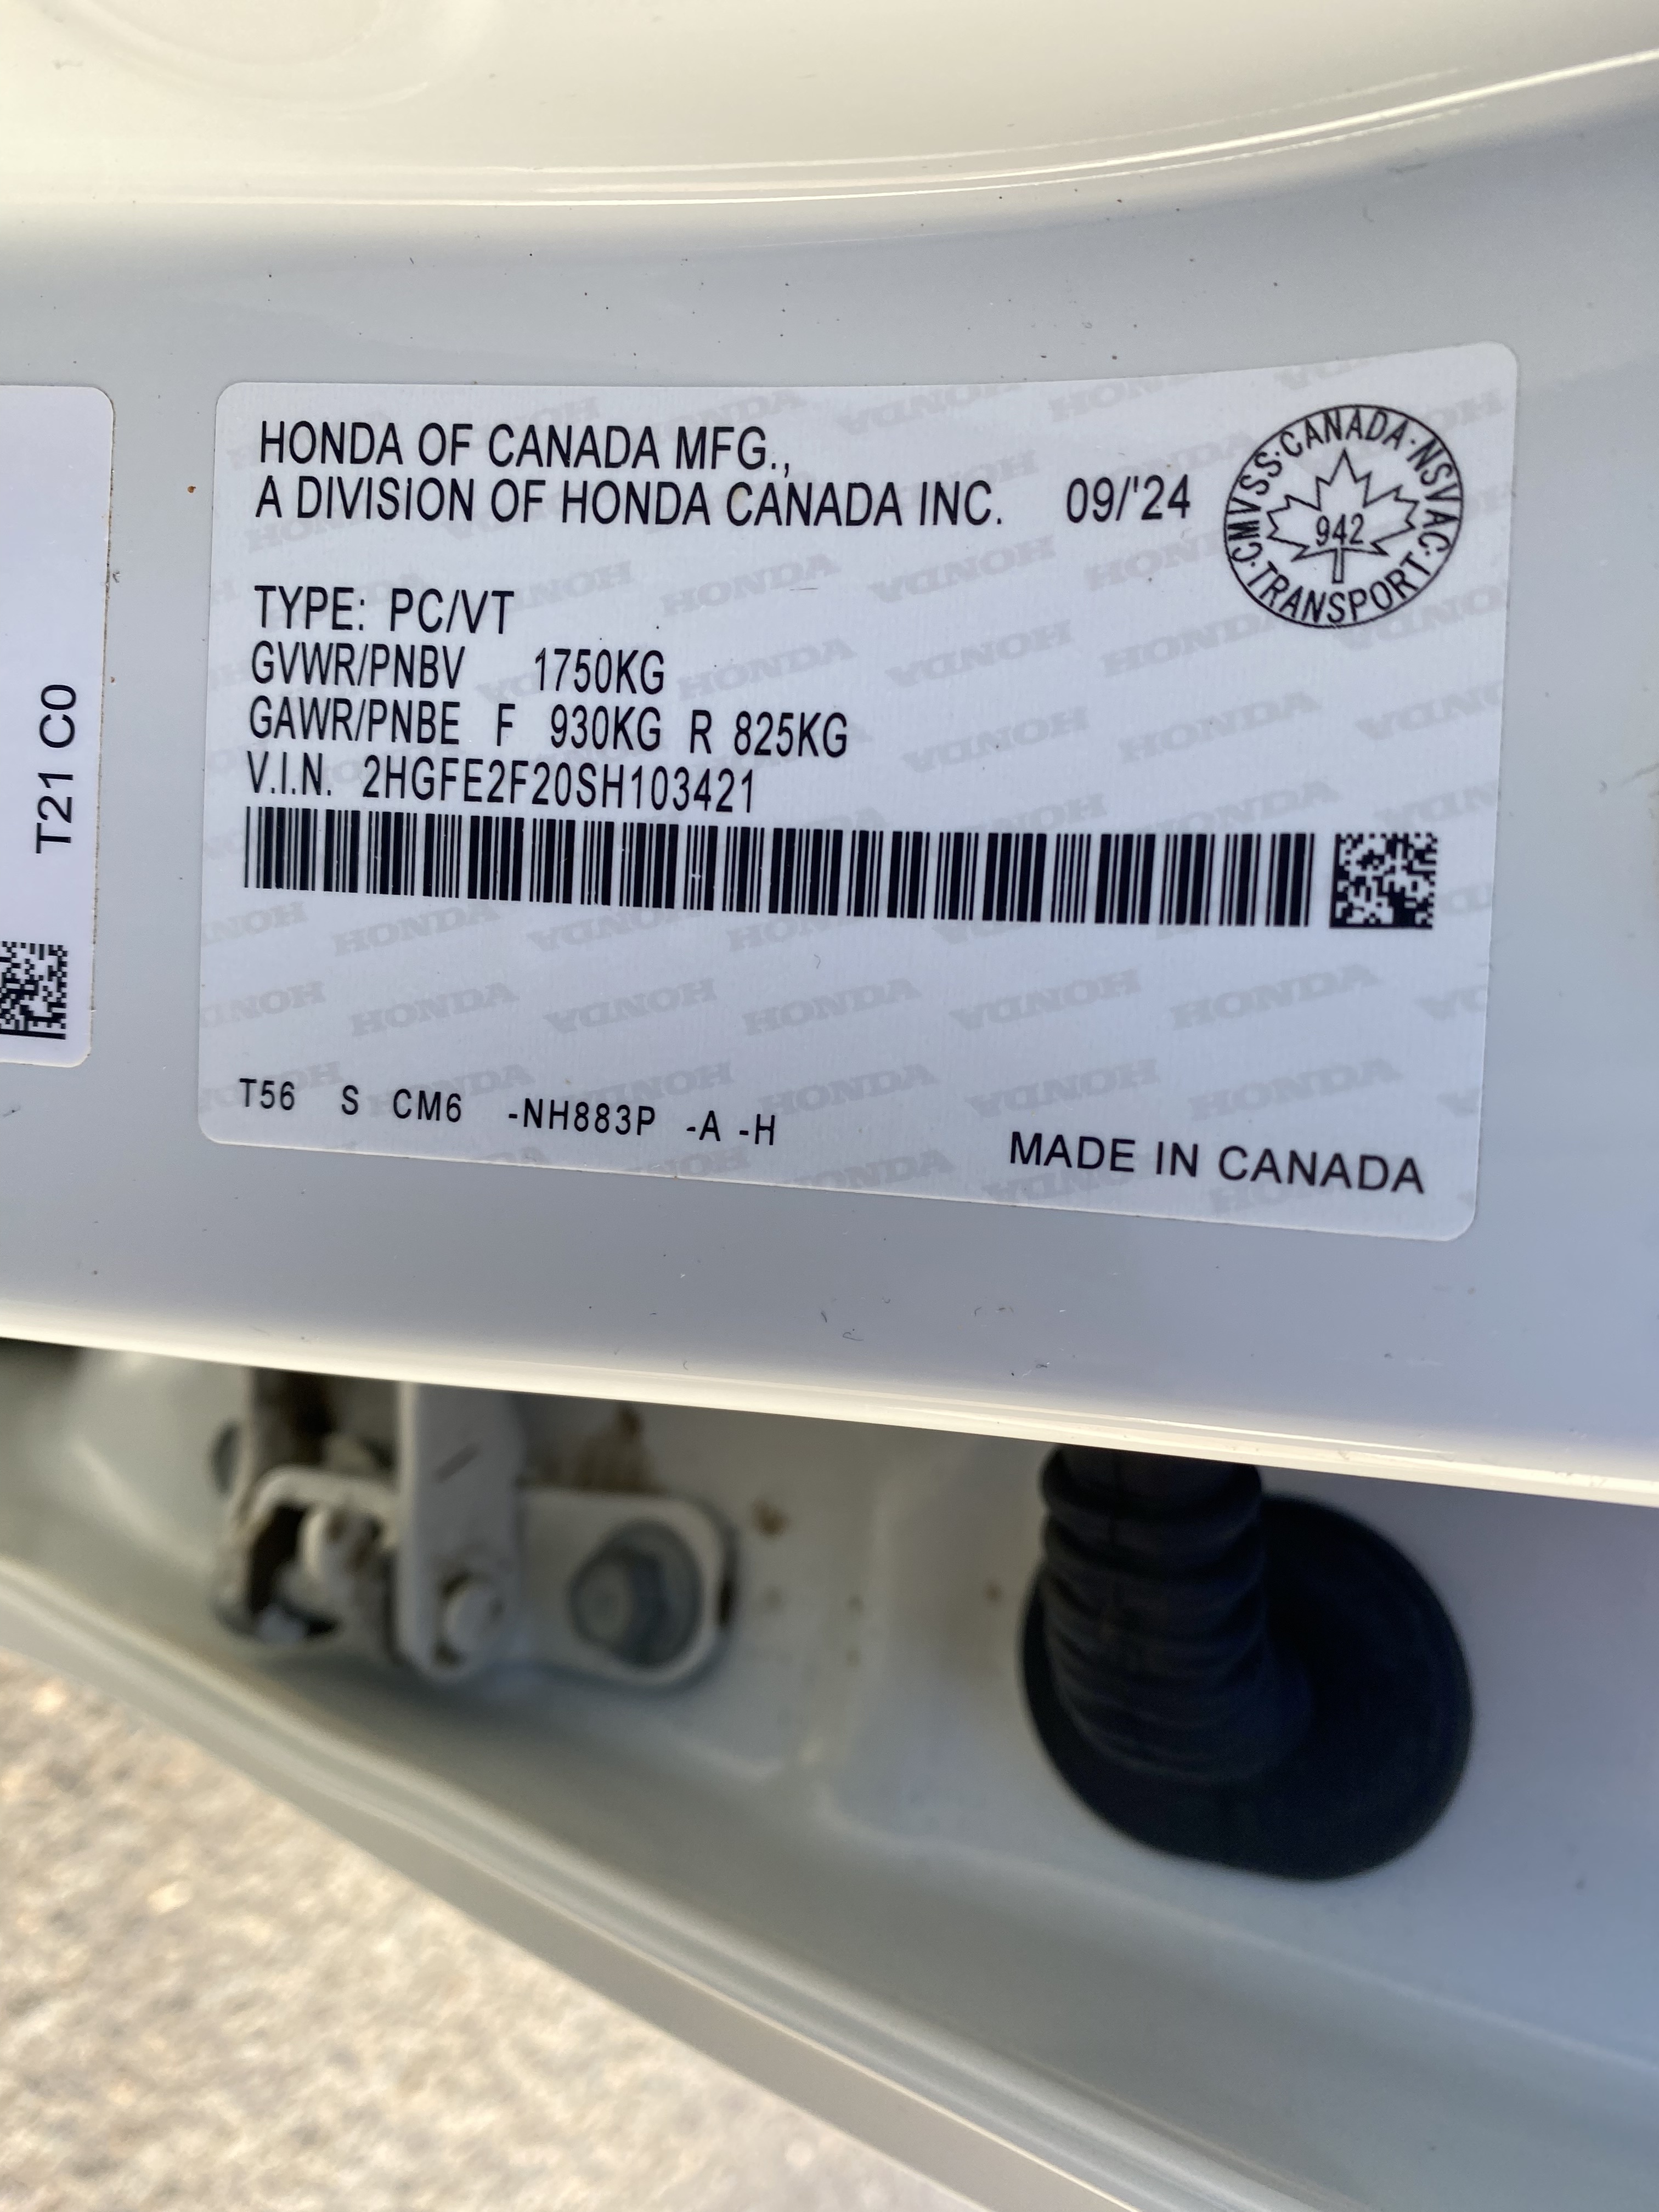 HONDA OF CANADA MFG.,
A DIVISION OF HONDA CANADA INC. 09/'24
CMVSS·CANADA·NSVAC·TRANSPORT·C
942
TYPE: PC/VT
GVWR/PNBV 1750KG
GAWR/PNBE F 930KG R 825KG
V.I.N. 2HGFE2F20SH103421
T56 S CM6 -NH883P -A -H
MADE IN CANADA
T21 C0
HONDA